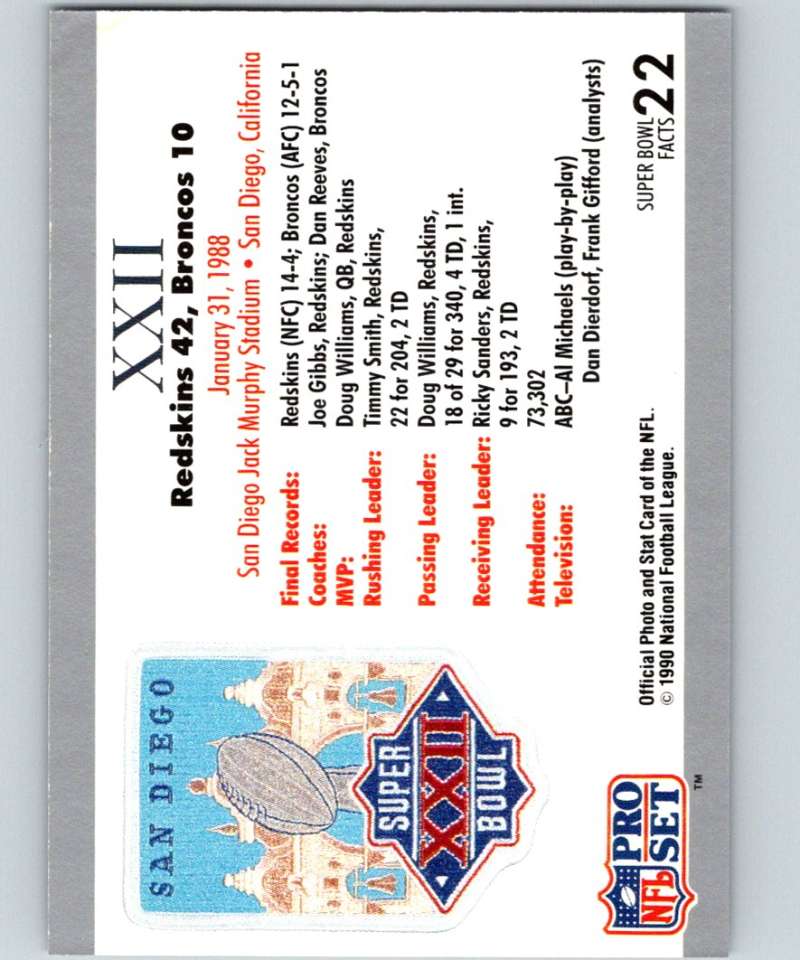 SAN DIEGO
SUPER
XXII
BOWL
XXII
Redskins 42, Broncos 10
January 31, 1988
San Diego Jack Murphy Stadium • San Diego, California
Final Records: Redskins (NFC) 14-4; Broncos (AFC) 12-5-1
Coaches: Joe Gibbs, Redskins; Dan Reeves, Broncos
MVP: Doug Williams, QB, Redskins
Rushing Leader: Timmy Smith, Redskins,
22 for 204, 2 TD
Passing Leader: Doug Williams, Redskins,
18 of 29 for 340, 4 TD, 1 int.
Receiving Leader: Ricky Sanders, Redskins,
9 for 193, 2 TD
Attendance: 73,302
Television: ABC–Al Michaels (play-by-play)
Dan Dierdorf, Frank Gifford (analysts)
PRO
NFL SET
™
Official Photo and Stat Card of the NFL.
© 1990 National Football League.
SUPER BOWL
FACTS 22